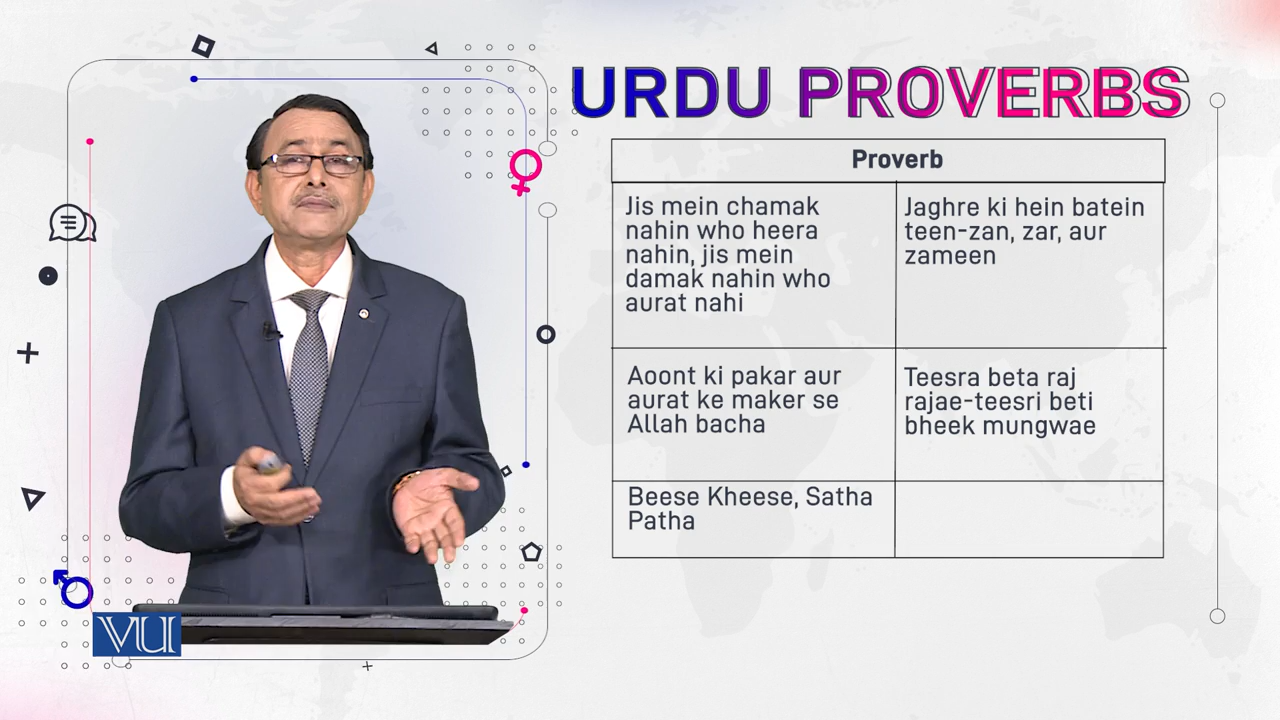 URDU PROVERBS
Proverb
Jis mein chamak
nahin who heera
nahin, jis mein
damak nahin who
aurat nahi
Jaghre ki hein batein
teen-zan, zar, aur
zameen
Aoont ki pakar aur
aurat ke maker se
Allah bacha
Teesra beta raj
rajae-teesri beti
bheek mungwae
Beese Kheese, Satha
Patha
VU